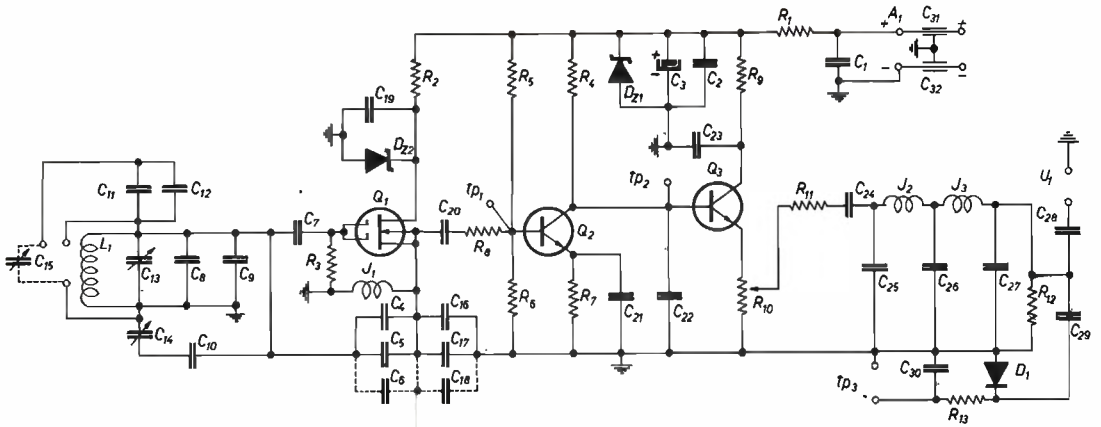 R1
+ A1
C31
+
R2
R5
R4
DZ1
+
-
C3
C2
R9
C1
-
C32
-
C19
DZ2
C23
U1
C11
C12
Q1
tp1
tp2
Q3
R11
C24
J2
J3
C28
C7
C20
L1
R8
Q2
C15
C13
C8
C9
R3
J1
C25
C26
C27
R12
C14
C10
C4
C16
R6
R7
C21
C22
R10
C29
C5
C17
C6
C18
tp3
C30
D1
-
R13